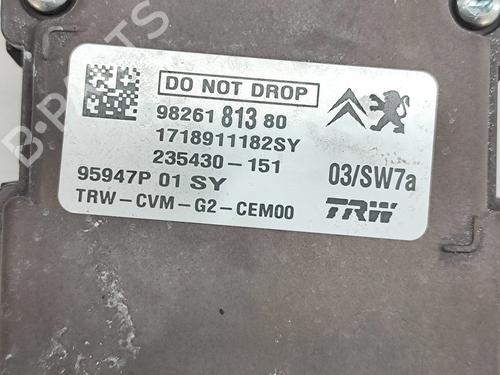 DO NOT DROP
98261 813 80
1718911182SY
235430-151
95947P 01 SY
03/SW7a
TRW-CVM-G2-CEM00
TRW
B-PARTS